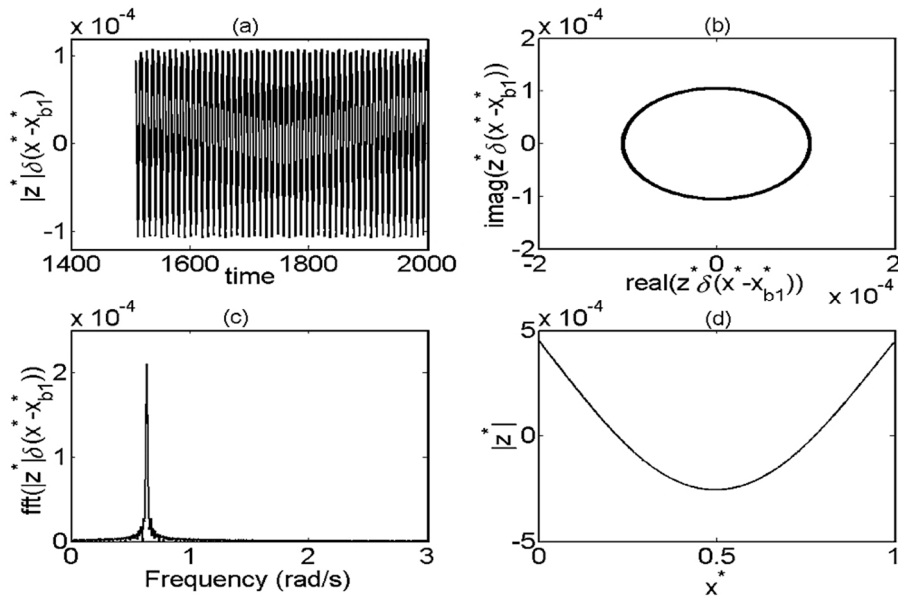 x 10^-4
(a)
1
0
-1
|z*|δ(x*-x*b1)
1400 1600 1800 2000
time
x 10^-4
(b)
2
1
0
-1
-2
imag(z*δ(x*-x*b1))
-2 0 2
real(z*δ(x*-x*b1))
x 10^-4
x 10^-4
(c)
2
1
0
fft(|z*|δ(x*-x*b1))
0 1 2 3
Frequency (rad/s)
x 10^-4
(d)
5
0
-5
|z*|
0 0.5 1
x*